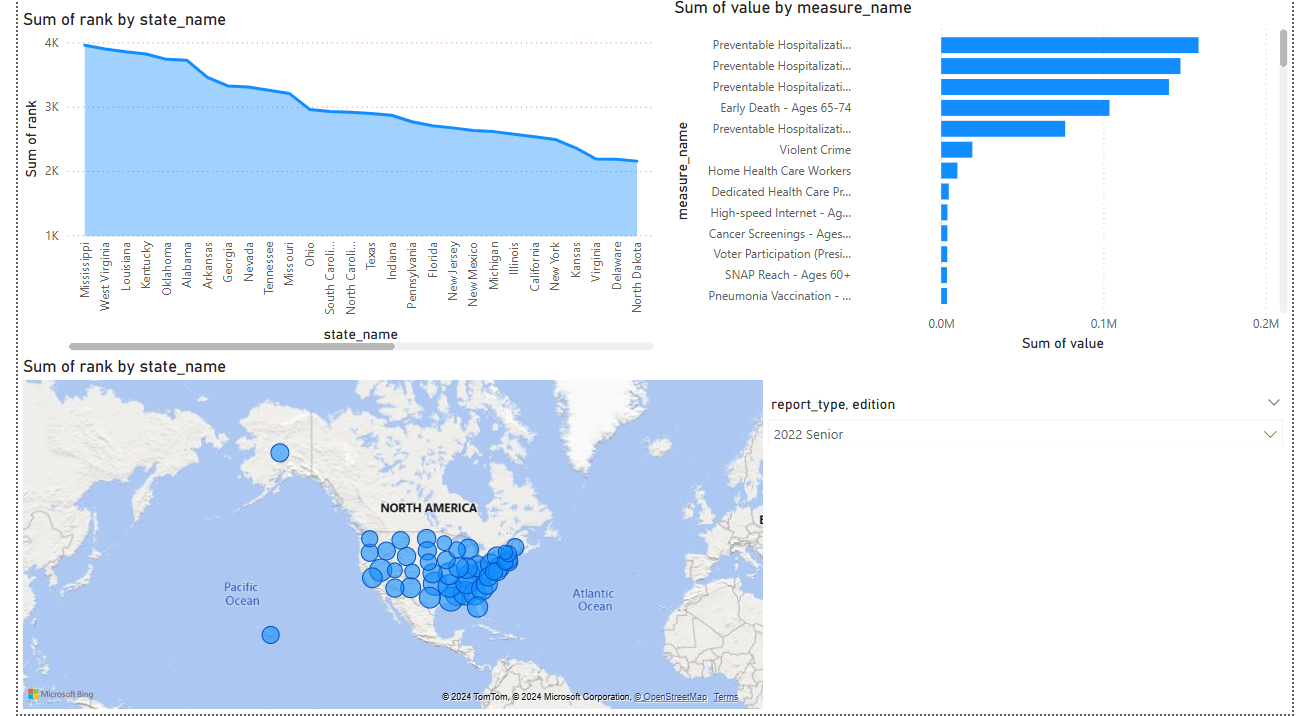 Sum of rank by state_name
4K
3K
2K
1K
Sum of rank
Mississippi
West Virginia
Louisiana
Kentucky
Oklahoma
Alabama
Arkansas
Georgia
Nevada
Tennessee
Missouri
Ohio
South Caroli...
North Caroli...
Texas
Indiana
Pennsylvania
Florida
New Jersey
New Mexico
Michigan
Illinois
California
New York
Kansas
Virginia
Delaware
North Dakota
state_name
Sum of value by measure_name
measure_name
Preventable Hospitalizati...
Preventable Hospitalizati...
Preventable Hospitalizati...
Early Death - Ages 65-74
Preventable Hospitalizati...
Violent Crime
Home Health Care Workers
Dedicated Health Care Pr...
High-speed Internet - Ag...
Cancer Screenings - Ages...
Voter Participation (Presi...
SNAP Reach - Ages 60+
Pneumonia Vaccination - ...
0.0M
0.1M
0.2M
Sum of value
Sum of rank by state_name
NORTH AMERICA
Pacific
Ocean
Atlantic
Ocean
E
Microsoft Bing
© 2024 TomTom, © 2024 Microsoft Corporation, © OpenStreetMap Terms
report_type, edition
2022 Senior